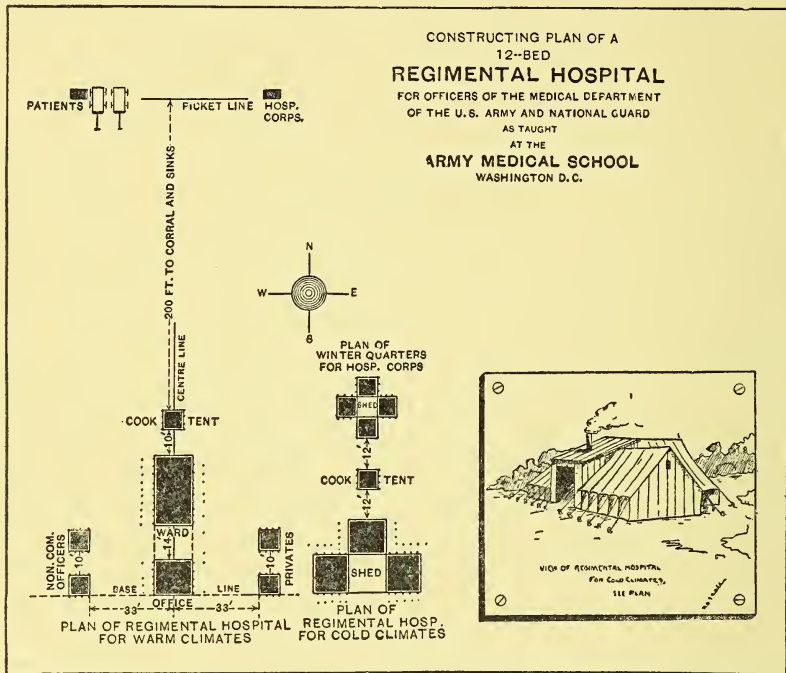 CONSTRUCTING PLAN OF A
12--BED
REGIMENTAL HOSPITAL
FOR OFFICERS OF THE MEDICAL DEPARTMENT
OF THE U.S. ARMY AND NATIONAL GUARD
AS TAUGHT
AT THE
ARMY MEDICAL SCHOOL
WASHINGTON D.C.
PATIENTS
PICKET LINE
HOSP.
CORPS.
200 FT. TO CORRAL AND SINKS
CENTRE LINE
N
W
E
S
COOK TENT
10'
WARD
14'
OFFICE
NON. COM.
OFFICERS
10'
PRIVATES
10'
BASE LINE
33'
33'
PLAN OF REGIMENTAL HOSPITAL
FOR WARM CLIMATES
PLAN OF
WINTER QUARTERS
FOR HOSP. CORPS
SHED
12'
COOK TENT
12'
SHED
PLAN OF
REGIMENTAL HOSP.
FOR COLD CLIMATES
VIEW OF REGIMENTAL HOSPITAL
FOR COLD CLIMATES,
SEE PLAN